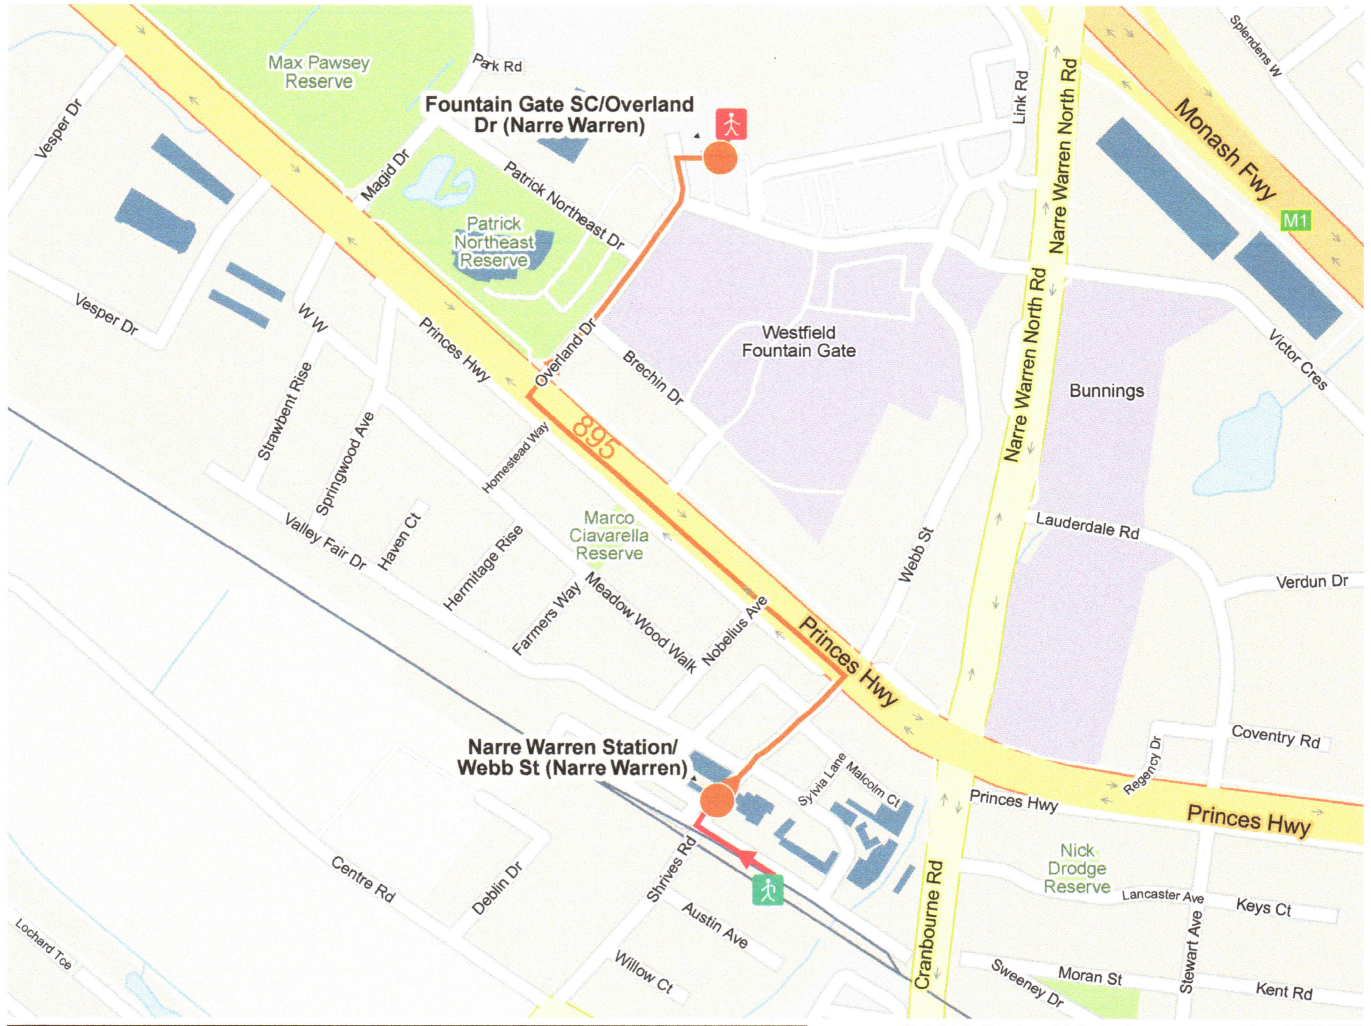 Splendens W
Park Rd
Max Pawsey
Reserve
Fountain Gate SC/Overland
Dr (Narre Warren)
Link Rd
Narre Warren North Rd
Monash Fwy
M1
Vesper Dr
Magid Dr
Patrick Northeast Dr
Patrick
Northeast
Reserve
Vesper Dr
W W
Princes Hwy
Overland Dr
Brechin Dr
Westfield
Fountain Gate
Narre Warren North Rd
Bunnings
Victor Cres
Strawbent Rise
Springwood Ave
Homestead Way
895
Valley Fair Dr
Haven Ct
Hermitage Rise
Marco
Ciavarella
Reserve
Webb St
Lauderdale Rd
Verdun Dr
Farmers Way
Meadow Wood Walk
Nobelius Ave
Princes Hwy
Narre Warren Station/
Webb St (Narre Warren)
Sylvia Lane
Malcolm Ct
Regency Dr
Coventry Rd
Princes Hwy
Princes Hwy
Centre Rd
Deblin Dr
Shrives Rd
Austin Ave
Willow Ct
Lochard Tce
Cranbourne Rd
Nick
Drodge
Reserve
Lancaster Ave
Keys Ct
Stewart Ave
Sweeney Dr
Moran St
Kent Rd